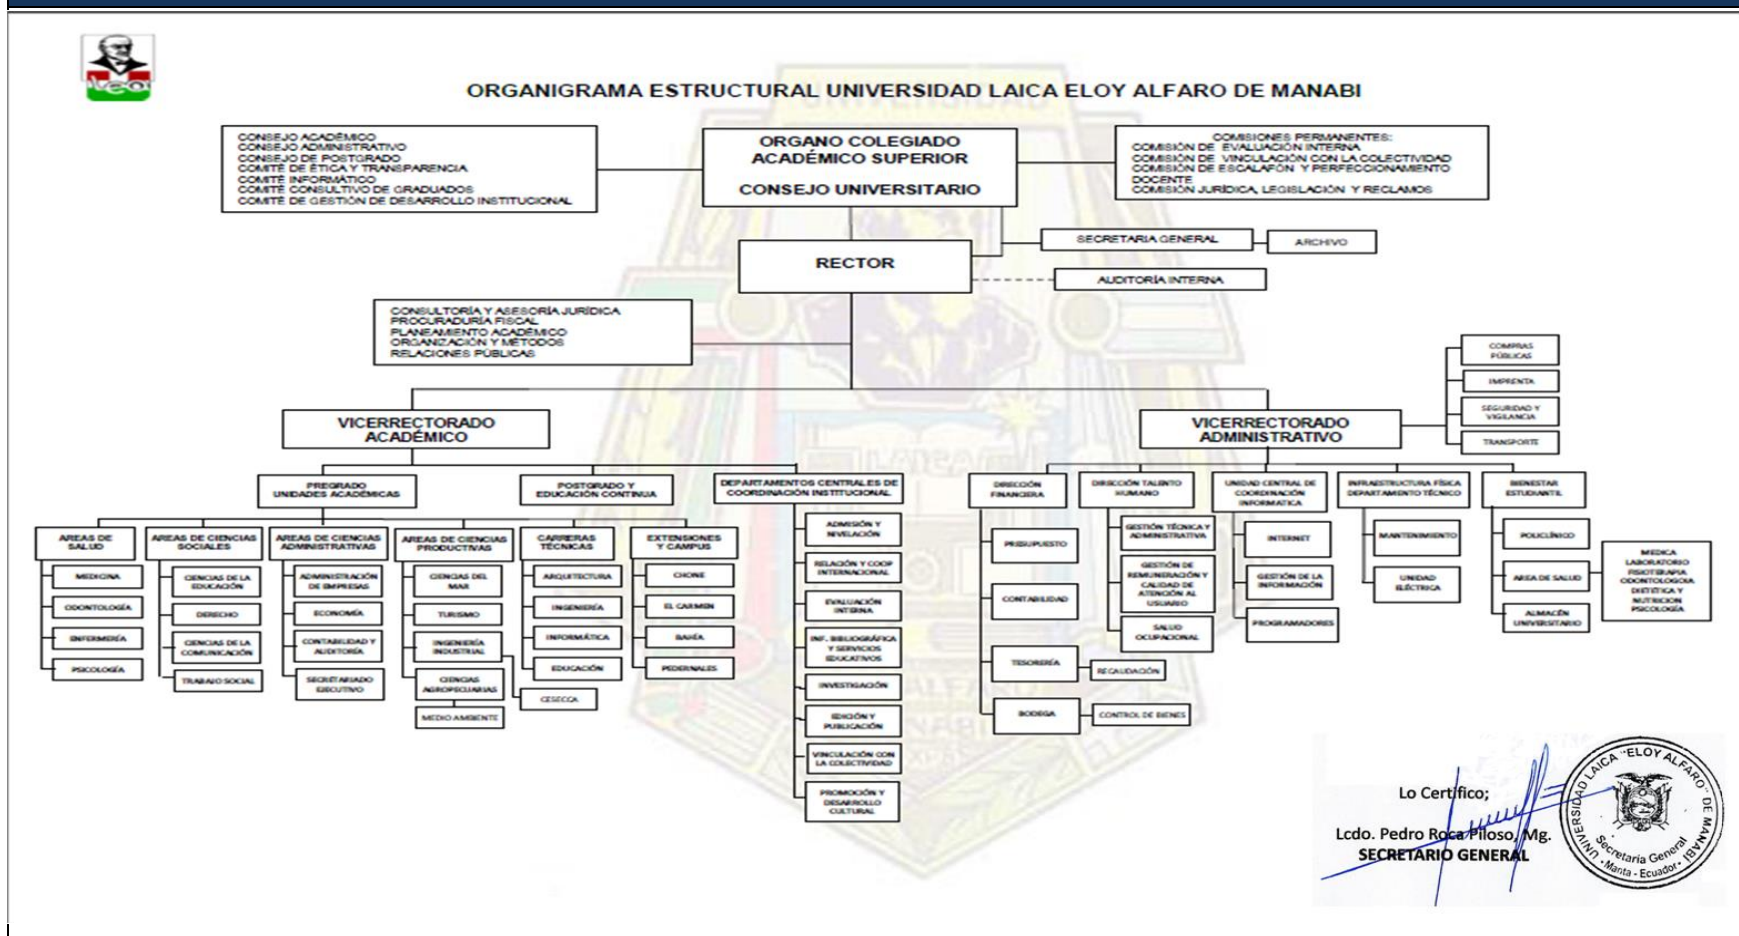 ORGANIGRAMA ESTRUCTURAL UNIVERSIDAD LAICA ELOY ALFARO DE MANABI
CONSEJO ACADÉMICO
CONSEJO ADMINISTRATIVO
CONSEJO DE POSTGRADO
COMITÉ DE ÉTICA Y TRANSPARENCIA
COMITÉ INFORMÁTICO
COMITÉ CONSULTIVO DE GRADUADOS
COMITÉ DE GESTIÓN DE DESARROLLO INSTITUCIONAL
ORGANO COLEGIADO
ACADÉMICO SUPERIOR
CONSEJO UNIVERSITARIO
COMISIONES PERMANENTES:
COMISIÓN DE EVALUACIÓN INTERNA
COMISIÓN DE VINCULACIÓN CON LA COLECTIVIDAD
COMISIÓN DE ESCALAFÓN Y PERFECCIONAMIENTO
DOCENTE
COMISIÓN JURÍDICA, LEGISLACIÓN Y RECLAMOS
SECRETARIA GENERAL
ARCHIVO
RECTOR
AUDITORÍA INTERNA
CONSULTORÍA Y ASESORÍA JURÍDICA
PROCURADURÍA FISCAL
PLANEAMIENTO ACADÉMICO
ORGANIZACIÓN Y MÉTODOS
RELACIONES PÚBLICAS
COMPRAS
PÚBLICAS
IMPRENTA
SEGURIDAD Y
VIGILANCIA
TRANSPORTE
VICERRECTORADO
ACADÉMICO
VICERRECTORADO
ADMINISTRATIVO
PREGRADO
UNIDADES ACADÉMICAS
POSTGRADO Y
EDUCACIÓN CONTINUA
DEPARTAMENTOS CENTRALES DE
COORDINACIÓN INSTITUCIONAL
DIRECCIÓN
FINANCIERA
DIRECCIÓN TALENTO
HUMANO
UNIDAD CENTRAL DE
COORDINACIÓN
INFORMATICA
INFRAESTRUCTURA FÍSICA
DEPARTAMENTO TÉCNICO
BIENESTAR
ESTUDIANTIL
AREAS DE
SALUD
MEDICINA
ODONTOLOGÍA
ENFERMERÍA
PSICOLOGÍA
AREAS DE CIENCIAS
SOCIALES
CIENCIAS DE LA
EDUCACIÓN
DERECHO
CIENCIAS DE LA
COMUNICACIÓN
TRABAJO SOCIAL
AREAS DE CIENCIAS
ADMINISTRATIVAS
ADMINISTRACIÓN
DE EMPRESAS
ECONOMÍA
CONTABILIDAD Y
AUDITORÍA
SECRETARIADO
EJECUTIVO
AREAS DE CIENCIAS
PRODUCTIVAS
CIENCIAS DEL
MAR
TURISMO
INGENIERÍA
INDUSTRIAL
CIENCIAS
AGROPECUARIAS
MEDIO AMBIENTE
CESECCA
CARRERAS
TÉCNICAS
ARQUITECTURA
INGENIERÍA
INFORMÁTICA
EDUCACIÓN
EXTENSIONES
Y CAMPUS
CHONE
EL CARMEN
BAHÍA
PEDERNALES
ADMISIÓN Y
NIVELACIÓN
RELACIÓN Y COOP
INTERNACIONAL
EVALUACIÓN
INTERNA
INF. BIBLIOGRÁFICA
Y SERVICIOS
EDUCATIVOS
INVESTIGACIÓN
EDICIÓN Y
PUBLICACIÓN
VINCULACIÓN CON
LA COLECTIVIDAD
PROMOCIÓN Y
DESARROLLO
CULTURAL
PRESUPUESTO
CONTABILIDAD
TESORERÍA
RECAUDACIÓN
BODEGA
CONTROL DE BIENES
GESTIÓN TÉCNICA Y
ADMINISTRATIVA
GESTIÓN DE
REMUNERACIÓN Y
CALIDAD DE
ATENCIÓN AL
USUARIO
SALUD
OCUPACIONAL
INTERNET
GESTIÓN DE LA
INFORMACIÓN
PROGRAMADORES
MANTENIMIENTO
UNIDAD
ELÉCTRICA
POLICLÍNICO
AREA DE SALUD
ALMACÉN
UNIVERSITARIO
MEDICA
LABORATORIO
FISIOTERAPIA
ODONTOLOGOIA
DIETÉTICA Y
NUTRICION
PSICOLOGÍA
Lo Certifico;
Lcdo. Pedro Roca Piloso, Mg.
SECRETARIO GENERAL
UNIVERSIDAD LAICA "ELOY ALFARO" DE MANABI
Secretaria General
Manta - Ecuador